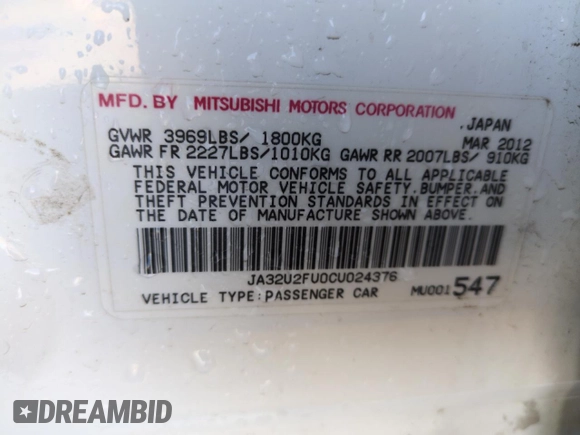 MFD. BY MITSUBISHI MOTORS CORPORATION
.JAPAN
GVWR 3969LBS/ 1800KG MAR 2012
GAWR FR 2227LBS/1010KG GAWR RR 2007LBS/ 910KG
THIS VEHICLE CONFORMS TO ALL APPLICABLE
FEDERAL MOTOR VEHICLE SAFETY.BUMPER.AND
THEFT PREVENTION STANDARDS IN EFFECT ON
THE DATE OF MANUFACTURE SHOWN ABOVE.
JA32U2FU0CU024376
VEHICLE TYPE:PASSENGER CAR MU001547
DREAMBID